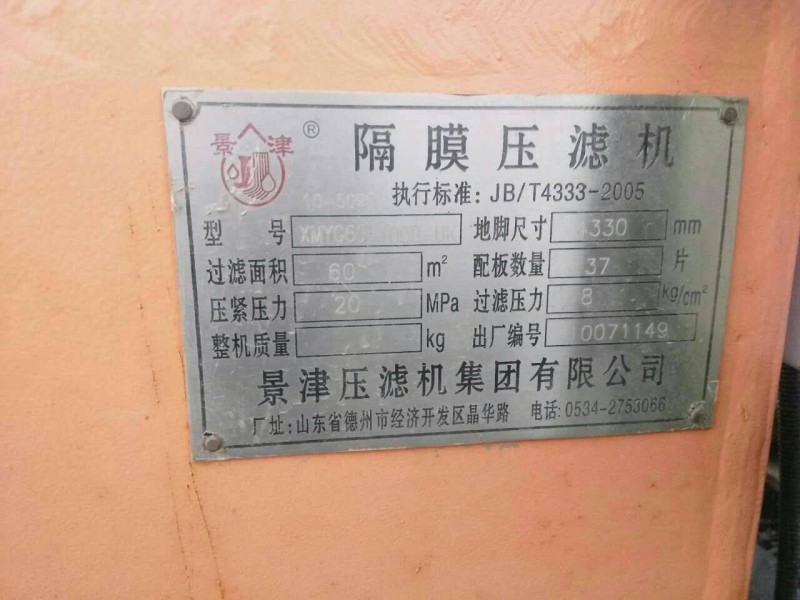 景津 ® 隔膜压滤机
执行标准: JB/T4333-2005
型 号 地脚尺寸 4330 mm
过滤面积 60 m² 配板数量 37 片
压紧压力 20 MPa 过滤压力 8 kg/cm²
整机质量 kg 出厂编号 10071149
景津压滤机集团有限公司
厂址:山东省德州市经济开发区晶华路 电话:0534-2753066